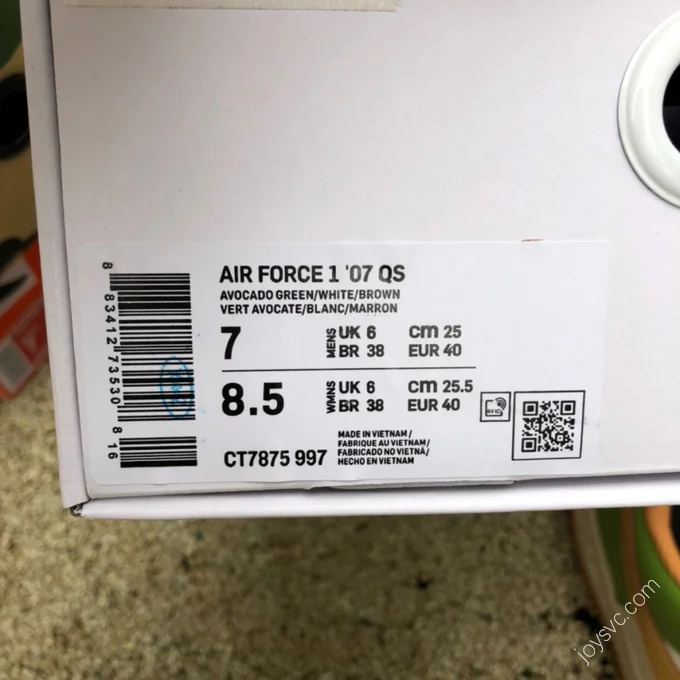 AIR FORCE 1 '07 QS
AVOCADO GREEN/WHITE/BROWN
VERT AVOCATE/BLANC/MARRON
7 MENS UK 6 cm 25
BR 38 EUR 40
8.5 WMNS UK 6 cm 25.5
BR 38 EUR 40
RFID
CT7875 997
MADE IN VIETNAM/
FABRIQUE AU VIETNAM/
FABRICADO NO VIETNÁ/
HECHO EN VIETNAM
8 83412 73530 8 16
joysvc.com